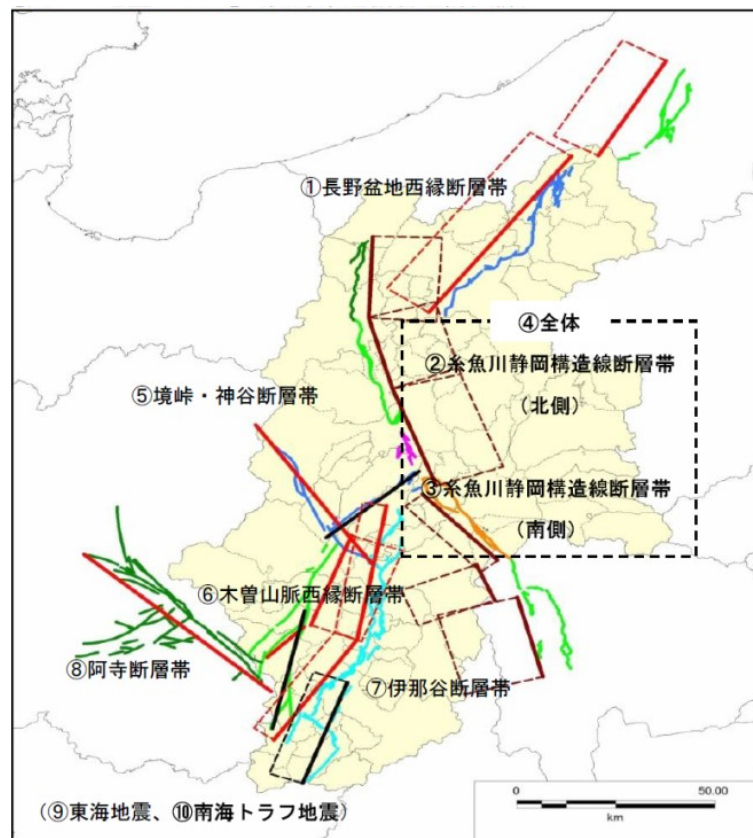 ①長野盆地西縁断層帯
④全体
②糸魚川静岡構造線断層帯
（北側）
⑤境峠・神谷断層帯
③糸魚川静岡構造線断層帯
（南側）
⑥木曽山脈西縁断層帯
⑧阿寺断層帯
⑦伊那谷断層帯
（⑨東海地震、⑩南海トラフ地震）
0 50.00
km